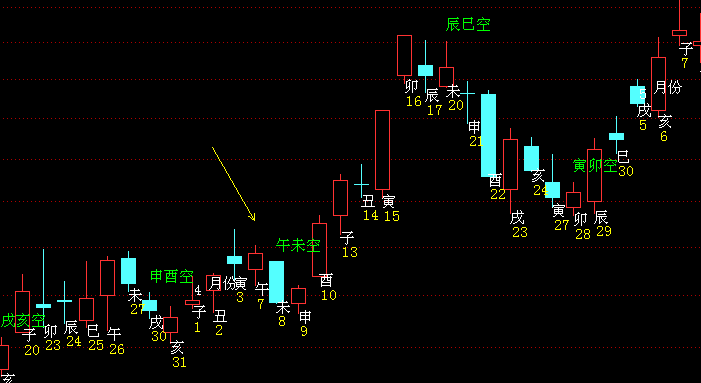 戌亥空
亥
子
20
卯
23
辰
24
巳
25
午
26
未
27
申酉空
戌
30
亥
31
4
月份
子
1
丑
2
寅
3
午
7
午未空
未
8
申
9
酉
10
子
13
丑
14
寅
15
卯
16
辰
17
辰巳空
未
20
申
21
酉
22
戌
23
亥
24
寅
27
寅卯空
卯
28
辰
29
巳
30
5
月份
戌
5
亥
6
子
7